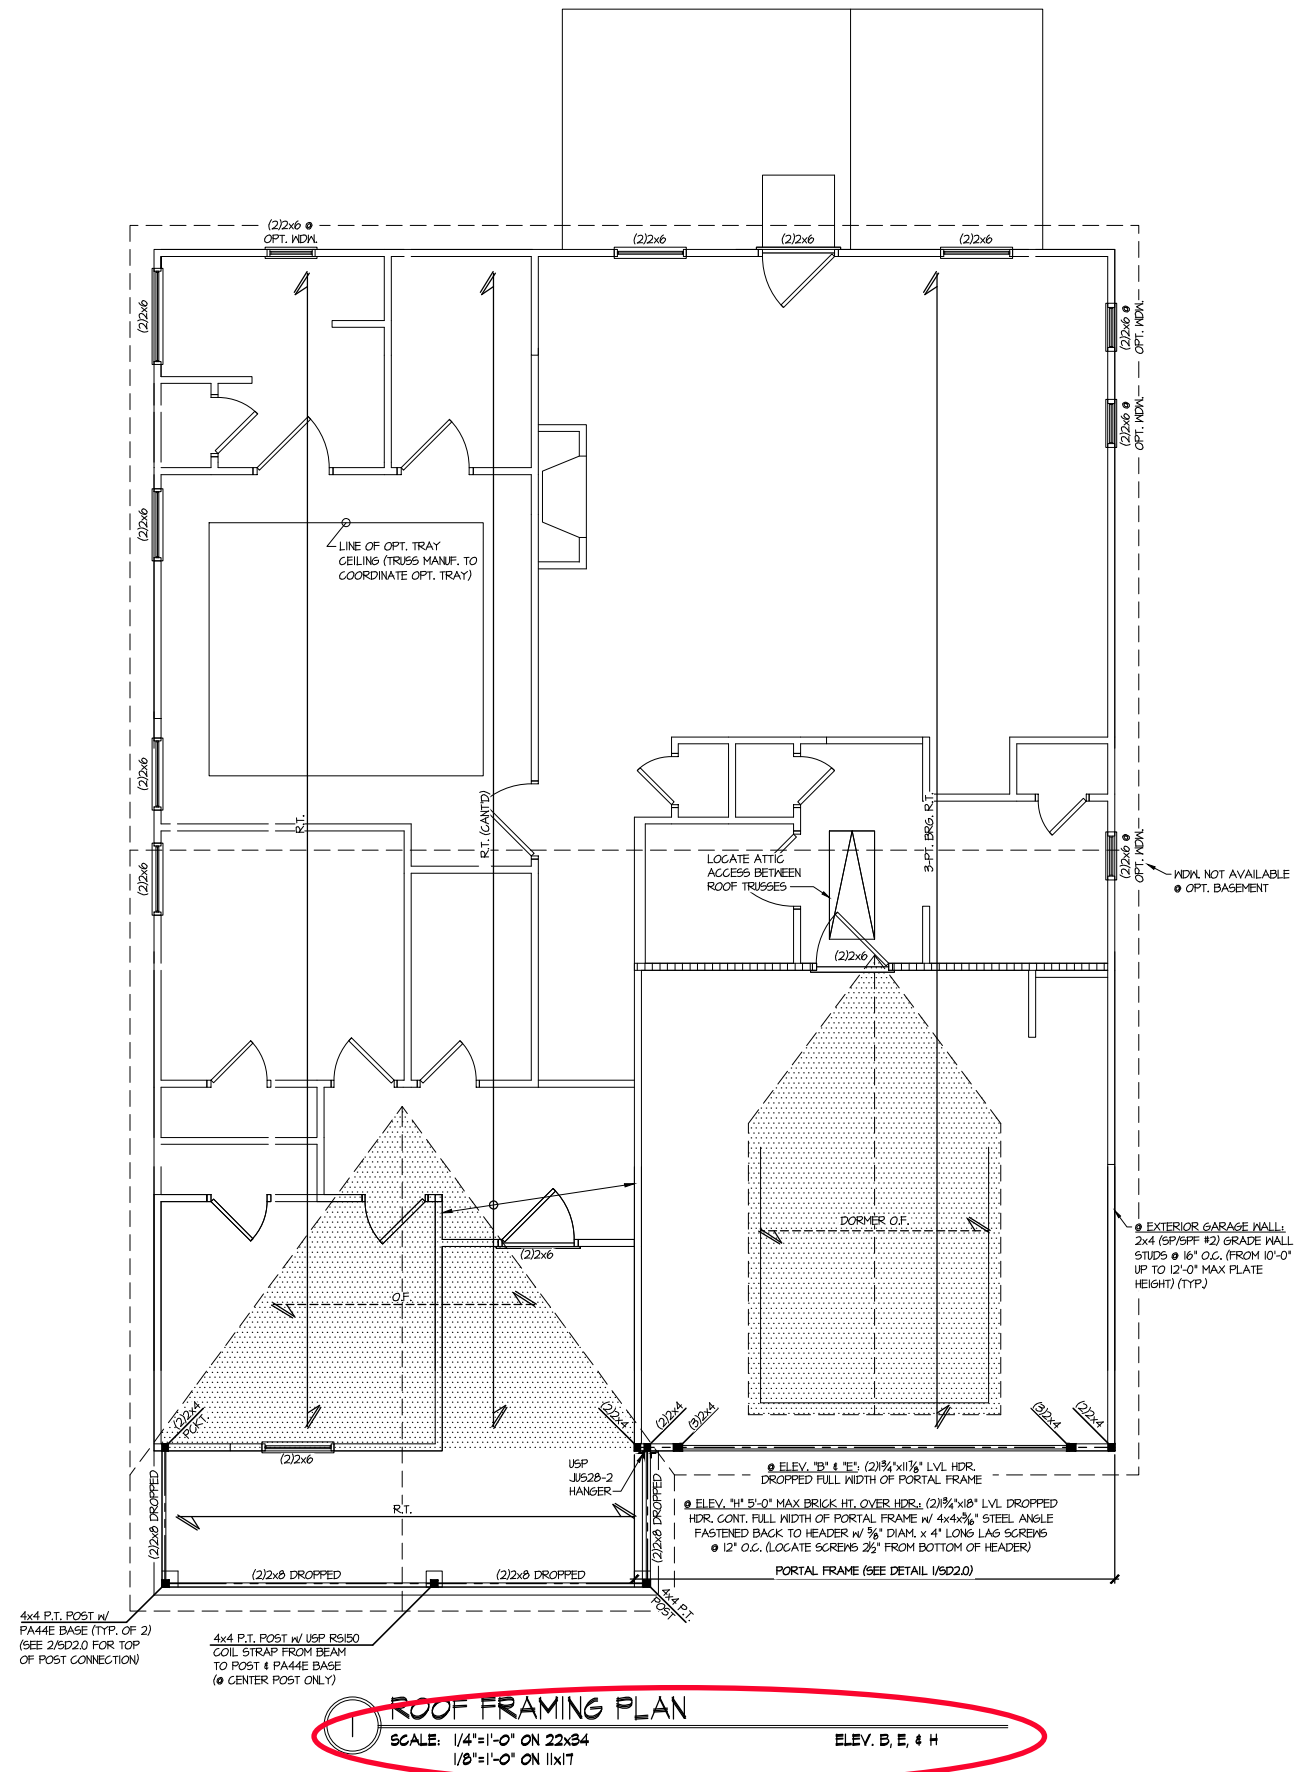 (2)2x6 @
OPT. WDW.
(2)2x6
(2)2x6
(2)2x6
(2)2x6
(2)2x6 @
OPT. WDW.
(2)2x6 @
OPT. WDW.
(2)2x6
LINE OF OPT. TRAY
CEILING (TRUSS MANUF. TO
COORDINATE OPT. TRAY)
(2)2x6
R.T.
R.T. (CANT'D)
3-PT. BRG. R.T.
(2)2x6
LOCATE ATTIC
ACCESS BETWEEN
ROOF TRUSSES
(2)2x6 @
OPT. WDW.
WDW. NOT AVAILABLE
@ OPT. BASEMENT
(2)2x6
DORMER O.F.
@ EXTERIOR GARAGE WALL:
2x4 (SP/SPF #2) GRADE WALL
STUDS @ 16" O.C. (FROM 10'-0"
UP TO 12'-0" MAX PLATE
HEIGHT) (TYP.)
(2)2x6
O.F.
(2)2x4
PCKT.
(2)2x4
(2)2x4
(3)2x4
(3)2x4
(2)2x4
(2)2x6
USP
JUS28-2
HANGER
@ ELEV. "B" & "E": (2)1¾"x11⅞" LVL HDR.
DROPPED FULL WIDTH OF PORTAL FRAME
(2)2x8 DROPPED
R.T.
(2)2x8 DROPPED
@ ELEV. "H" 5'-0" MAX BRICK HT. OVER HDR.: (2)1¾"x18" LVL DROPPED
HDR. CONT. FULL WIDTH OF PORTAL FRAME W/ 4x4x5/16" STEEL ANGLE
FASTENED BACK TO HEADER W/ ⅝" DIAM. x 4" LONG LAG SCREWS
@ 12" O.C. (LOCATE SCREWS 2½" FROM BOTTOM OF HEADER)
PORTAL FRAME (SEE DETAIL 1/SD2.0)
(2)2x8 DROPPED
(2)2x8 DROPPED
4x4 P.T.
POST
4x4 P.T. POST W/
PA44E BASE (TYP. OF 2)
(SEE 2/SD2.0 FOR TOP
OF POST CONNECTION)
4x4 P.T. POST W/ USP RS150
COIL STRAP FROM BEAM
TO POST & PA44E BASE
(@ CENTER POST ONLY)
1
ROOF FRAMING PLAN
SCALE: 1/4"=1'-0" ON 22x34
ELEV. B, E, & H
1/8"=1'-0" ON 11x17